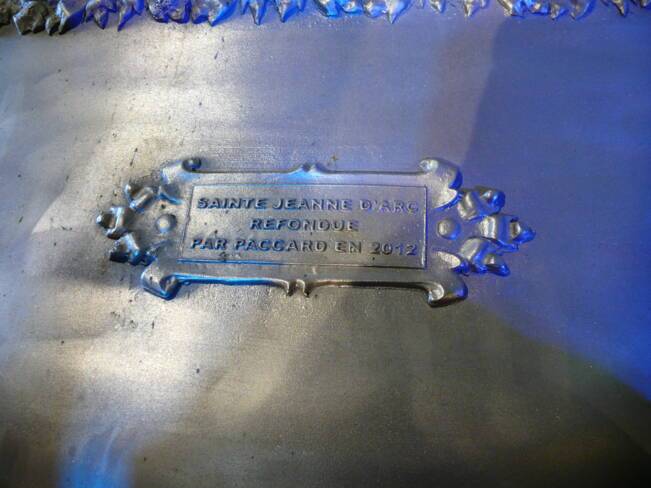 SAINTE JEANNE D'ARC
REFONDUE
PAR PACCARD EN 2012